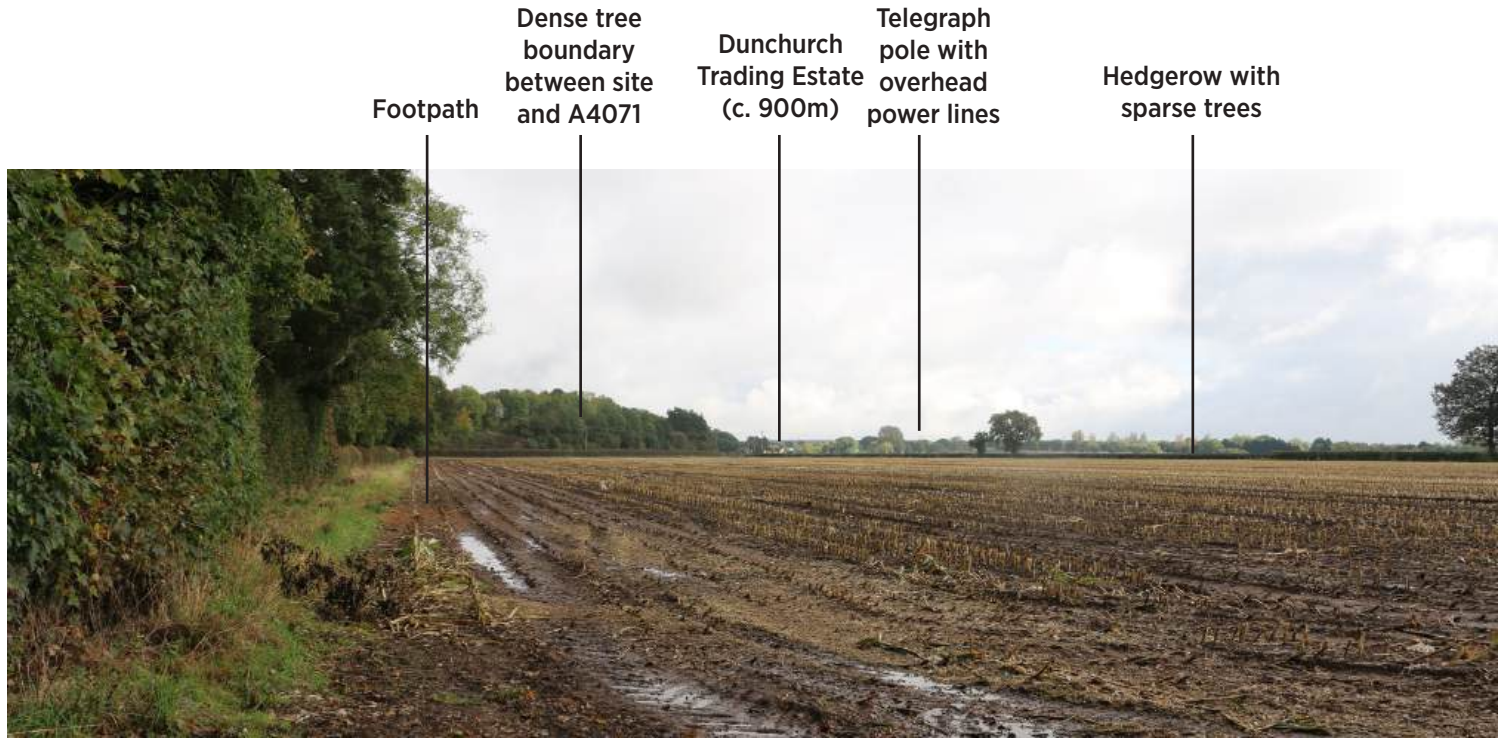 Footpath
Dense tree
boundary
between site
and A4071
Dunchurch
Trading Estate
(c. 900m)
Telegraph
pole with
overhead
power lines
Hedgerow with
sparse trees